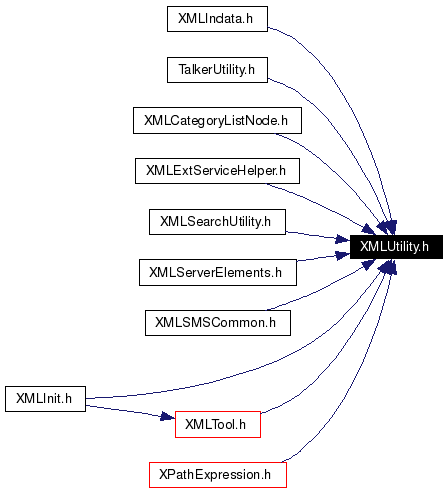 XMLIndata.h
TalkerUtility.h
XMLCategoryListNode.h
XMLExtServiceHelper.h
XMLSearchUtility.h
XMLUtility.h
XMLServerElements.h
XMLSMSCommon.h
XMLInit.h
XMLTool.h
XPathExpression.h